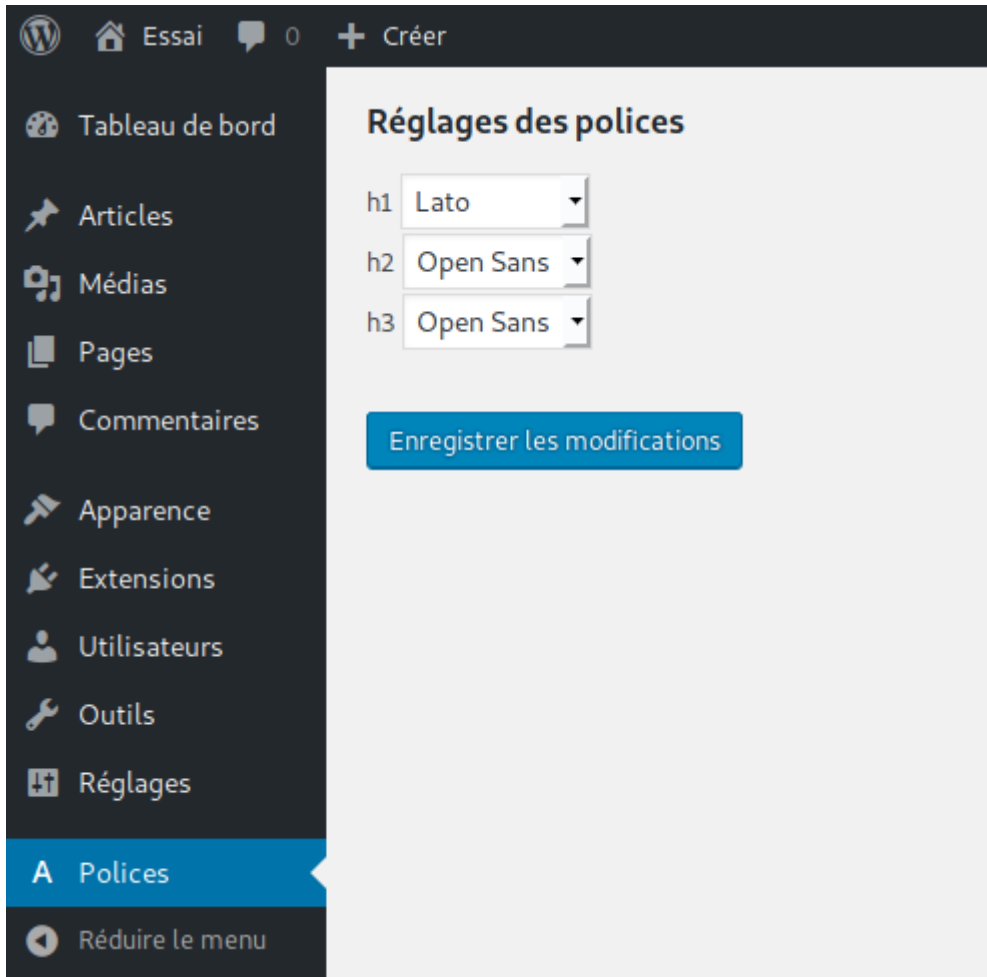 Essai 0 Créer
Tableau de bord
Articles
Médias
Pages
Commentaires
Apparence
Extensions
Utilisateurs
Outils
Réglages
A Polices
Réduire le menu
Réglages des polices
h1 Lato
h2 Open Sans
h3 Open Sans
Enregistrer les modifications